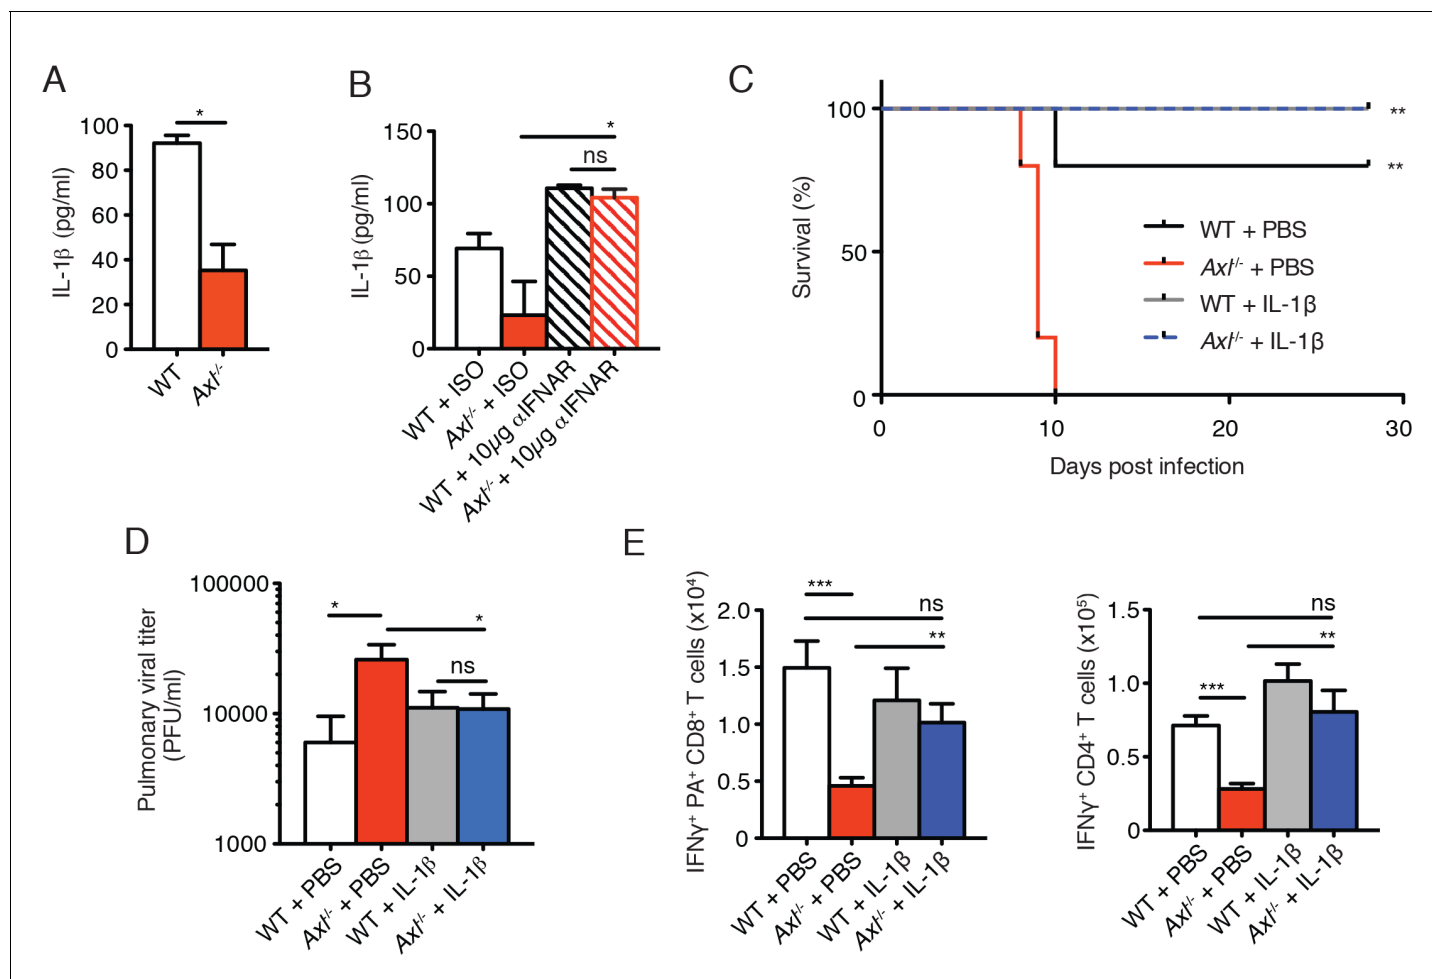 A
IL-1β (pg/ml)
100
80
60
40
20
0
*
WT
Axl-/-
B
IL-1β (pg/ml)
150
100
50
0
*
ns
WT + ISO
Axl-/- + ISO
WT + 10µg αIFNAR
Axl-/- + 10µg αIFNAR
C
Survival (%)
100
50
0
0
10
20
30
Days post infection
**
**
WT + PBS
Axl-/- + PBS
WT + IL-1β
Axl-/- + IL-1β
D
Pulmonary viral titer
(PFU/ml)
100000
10000
1000
*
*
ns
WT + PBS
Axl-/- + PBS
WT + IL-1β
Axl-/- + IL-1β
E
IFNγ+ PA+ CD8+ T cells (x10⁴)
2.0
1.5
1.0
0.5
0
***
ns
**
WT + PBS
Axl-/- + PBS
WT + IL-1β
Axl-/- + IL-1β
IFNγ+ CD4+ T cells (x10⁵)
1.5
1.0
0.5
0
ns
**
***
WT + PBS
Axl-/- + PBS
WT + IL-1β
Axl-/- + IL-1β